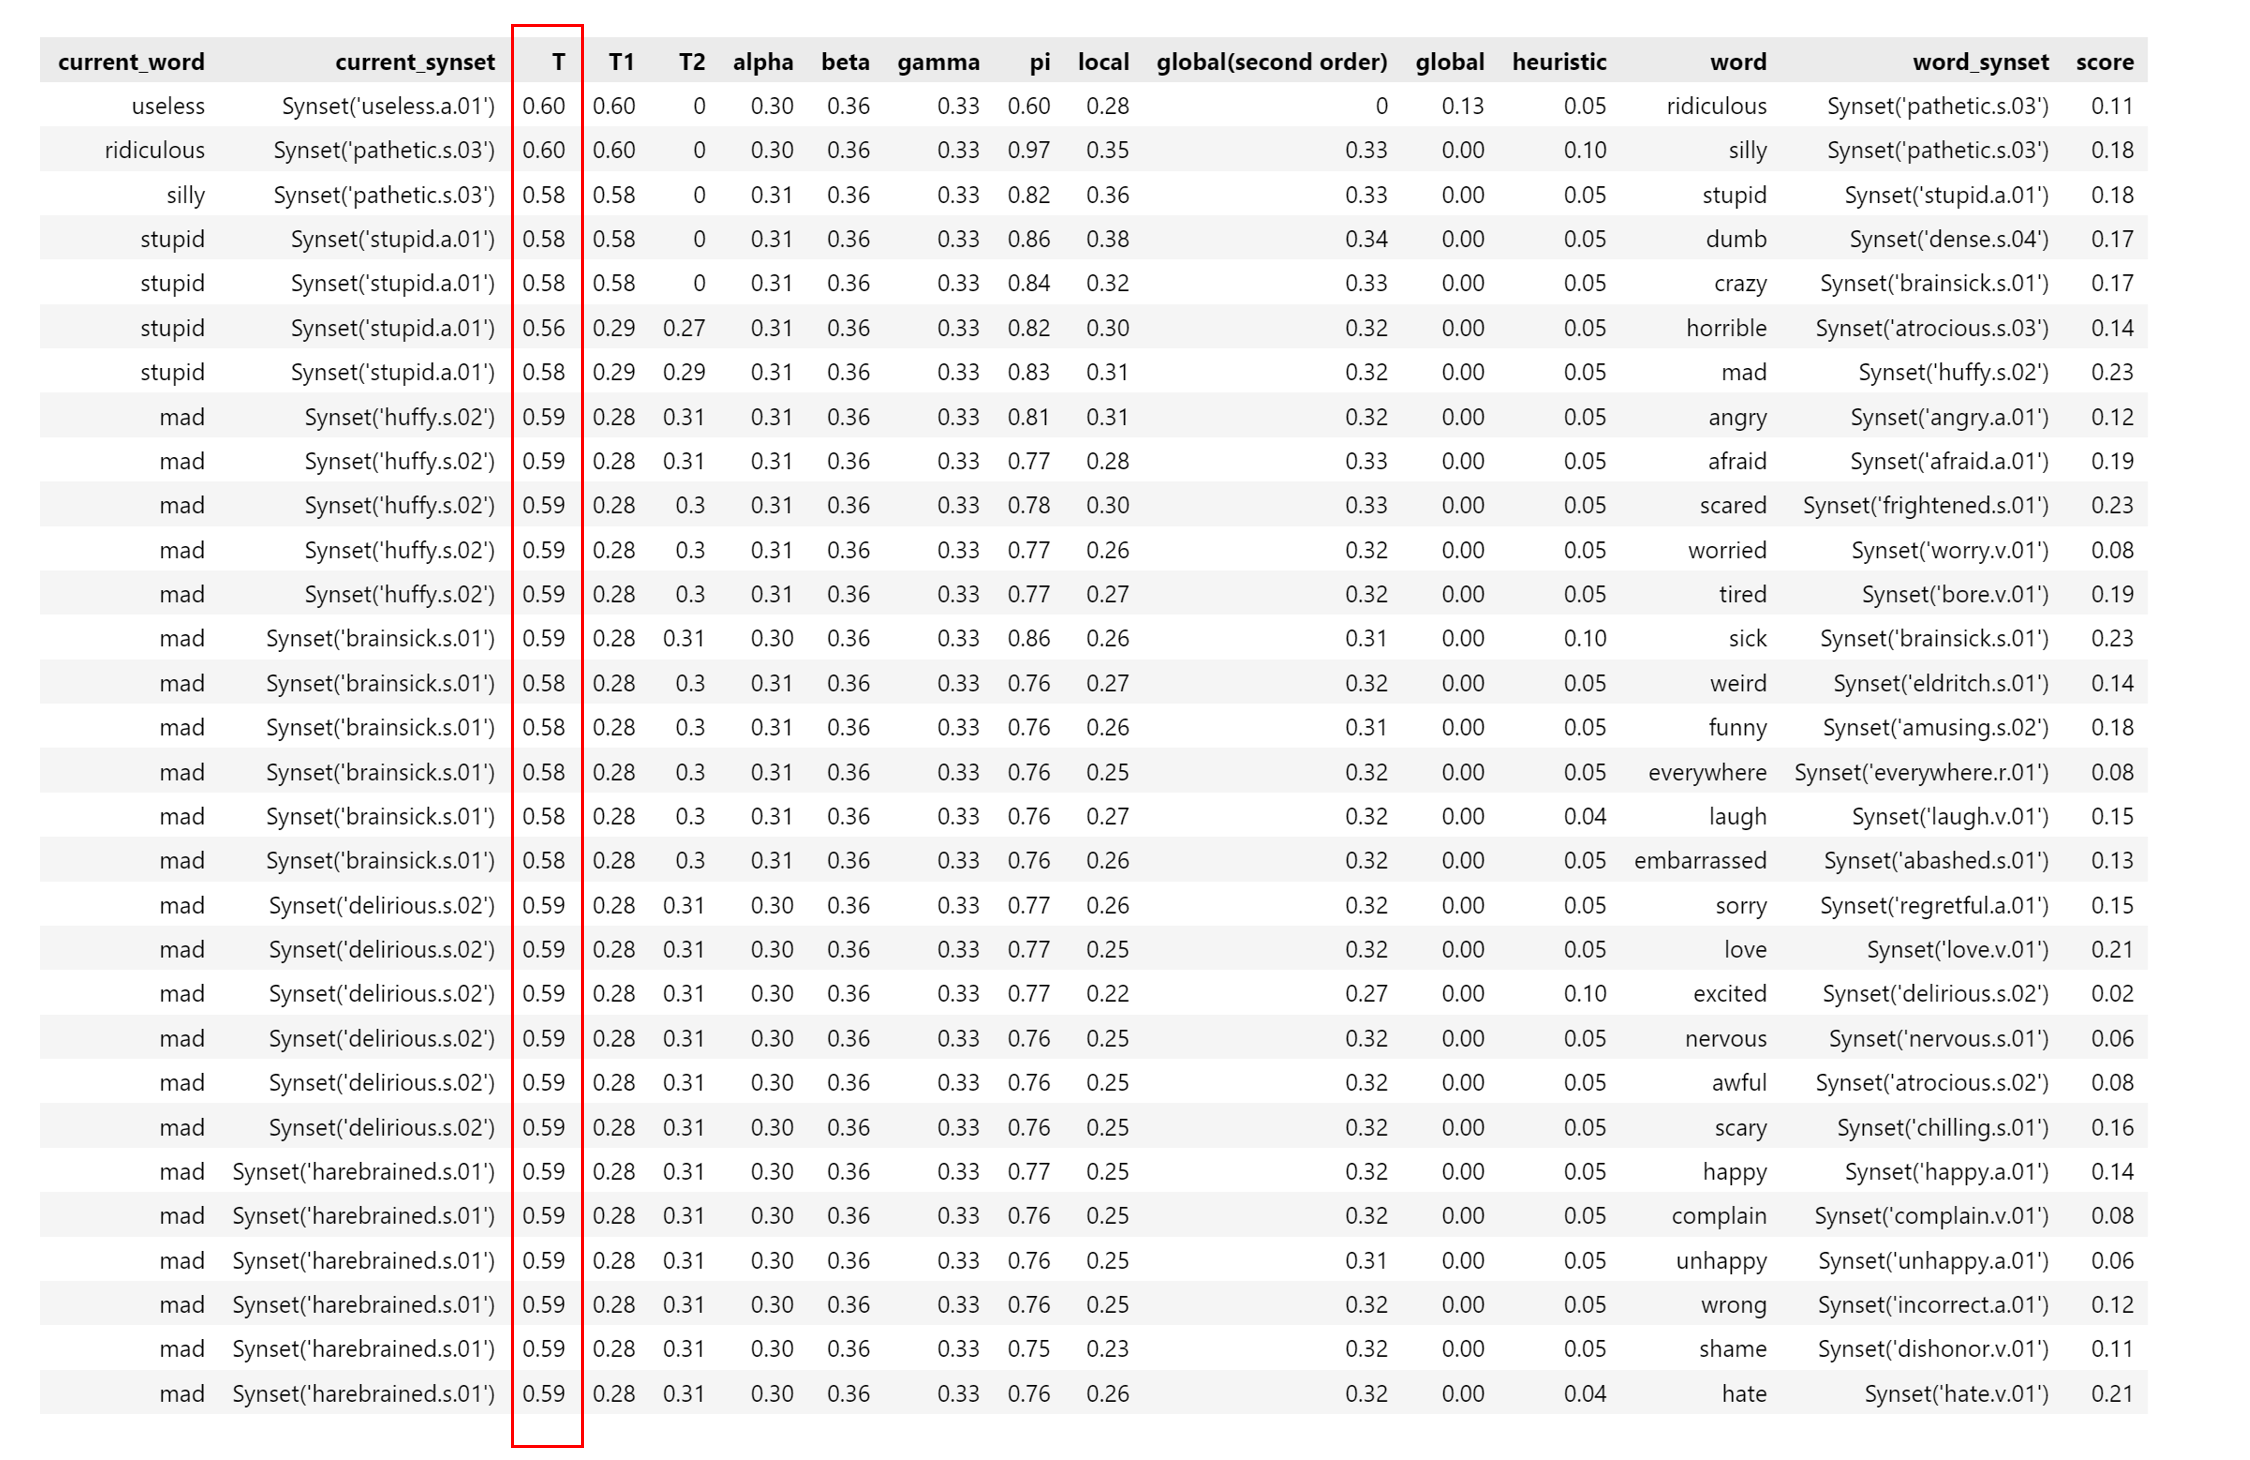 current_word current_synset T T1 T2 alpha beta gamma pi local global(second order) global heuristic word word_synset score
useless Synset('useless.a.01') 0.60 0.60 0 0.30 0.36 0.33 0.60 0.28 0 0.13 0.05 ridiculous Synset('pathetic.s.03') 0.11
ridiculous Synset('pathetic.s.03') 0.60 0.60 0 0.30 0.36 0.33 0.97 0.35 0.33 0.00 0.10 silly Synset('pathetic.s.03') 0.18
silly Synset('pathetic.s.03') 0.58 0.58 0 0.31 0.36 0.33 0.82 0.36 0.33 0.00 0.05 stupid Synset('stupid.a.01') 0.18
stupid Synset('stupid.a.01') 0.58 0.58 0 0.31 0.36 0.33 0.86 0.38 0.34 0.00 0.05 dumb Synset('dense.s.04') 0.17
stupid Synset('stupid.a.01') 0.58 0.58 0 0.31 0.36 0.33 0.84 0.32 0.33 0.00 0.05 crazy Synset('brainsick.s.01') 0.17
stupid Synset('stupid.a.01') 0.56 0.29 0.27 0.31 0.36 0.33 0.82 0.30 0.32 0.00 0.05 horrible Synset('atrocious.s.03') 0.14
stupid Synset('stupid.a.01') 0.58 0.29 0.29 0.31 0.36 0.33 0.83 0.31 0.32 0.00 0.05 mad Synset('huffy.s.02') 0.23
mad Synset('huffy.s.02') 0.59 0.28 0.31 0.31 0.36 0.33 0.81 0.31 0.32 0.00 0.05 angry Synset('angry.a.01') 0.12
mad Synset('huffy.s.02') 0.59 0.28 0.31 0.31 0.36 0.33 0.77 0.28 0.33 0.00 0.05 afraid Synset('afraid.a.01') 0.19
mad Synset('huffy.s.02') 0.59 0.28 0.3 0.31 0.36 0.33 0.78 0.30 0.33 0.00 0.05 scared Synset('frightened.s.01') 0.23
mad Synset('huffy.s.02') 0.59 0.28 0.3 0.31 0.36 0.33 0.77 0.26 0.32 0.00 0.05 worried Synset('worry.v.01') 0.08
mad Synset('huffy.s.02') 0.59 0.28 0.3 0.31 0.36 0.33 0.77 0.27 0.32 0.00 0.05 tired Synset('bore.v.01') 0.19
mad Synset('brainsick.s.01') 0.59 0.28 0.31 0.30 0.36 0.33 0.86 0.26 0.31 0.00 0.10 sick Synset('brainsick.s.01') 0.23
mad Synset('brainsick.s.01') 0.58 0.28 0.3 0.31 0.36 0.33 0.76 0.27 0.32 0.00 0.05 weird Synset('eldritch.s.01') 0.14
mad Synset('brainsick.s.01') 0.58 0.28 0.3 0.31 0.36 0.33 0.76 0.26 0.31 0.00 0.05 funny Synset('amusing.s.02') 0.18
mad Synset('brainsick.s.01') 0.58 0.28 0.3 0.31 0.36 0.33 0.76 0.25 0.32 0.00 0.05 everywhere Synset('everywhere.r.01') 0.08
mad Synset('brainsick.s.01') 0.58 0.28 0.3 0.31 0.36 0.33 0.76 0.27 0.32 0.00 0.04 laugh Synset('laugh.v.01') 0.15
mad Synset('brainsick.s.01') 0.58 0.28 0.3 0.31 0.36 0.33 0.76 0.26 0.32 0.00 0.05 embarrassed Synset('abashed.s.01') 0.13
mad Synset('delirious.s.02') 0.59 0.28 0.31 0.30 0.36 0.33 0.77 0.26 0.32 0.00 0.05 sorry Synset('regretful.a.01') 0.15
mad Synset('delirious.s.02') 0.59 0.28 0.31 0.30 0.36 0.33 0.77 0.25 0.32 0.00 0.05 love Synset('love.v.01') 0.21
mad Synset('delirious.s.02') 0.59 0.28 0.31 0.30 0.36 0.33 0.77 0.22 0.27 0.00 0.10 excited Synset('delirious.s.02') 0.02
mad Synset('delirious.s.02') 0.59 0.28 0.31 0.30 0.36 0.33 0.76 0.25 0.32 0.00 0.05 nervous Synset('nervous.s.01') 0.06
mad Synset('delirious.s.02') 0.59 0.28 0.31 0.30 0.36 0.33 0.76 0.25 0.32 0.00 0.05 awful Synset('atrocious.s.02') 0.08
mad Synset('delirious.s.02') 0.59 0.28 0.31 0.30 0.36 0.33 0.76 0.25 0.32 0.00 0.05 scary Synset('chilling.s.01') 0.16
mad Synset('harebrained.s.01') 0.59 0.28 0.31 0.30 0.36 0.33 0.77 0.25 0.32 0.00 0.05 happy Synset('happy.a.01') 0.14
mad Synset('harebrained.s.01') 0.59 0.28 0.31 0.30 0.36 0.33 0.76 0.25 0.32 0.00 0.05 complain Synset('complain.v.01') 0.08
mad Synset('harebrained.s.01') 0.59 0.28 0.31 0.30 0.36 0.33 0.76 0.25 0.31 0.00 0.05 unhappy Synset('unhappy.a.01') 0.06
mad Synset('harebrained.s.01') 0.59 0.28 0.31 0.30 0.36 0.33 0.76 0.25 0.32 0.00 0.05 wrong Synset('incorrect.a.01') 0.12
mad Synset('harebrained.s.01') 0.59 0.28 0.31 0.30 0.36 0.33 0.75 0.23 0.32 0.00 0.05 shame Synset('dishonor.v.01') 0.11
mad Synset('harebrained.s.01') 0.59 0.28 0.31 0.30 0.36 0.33 0.76 0.26 0.32 0.00 0.04 hate Synset('hate.v.01') 0.21